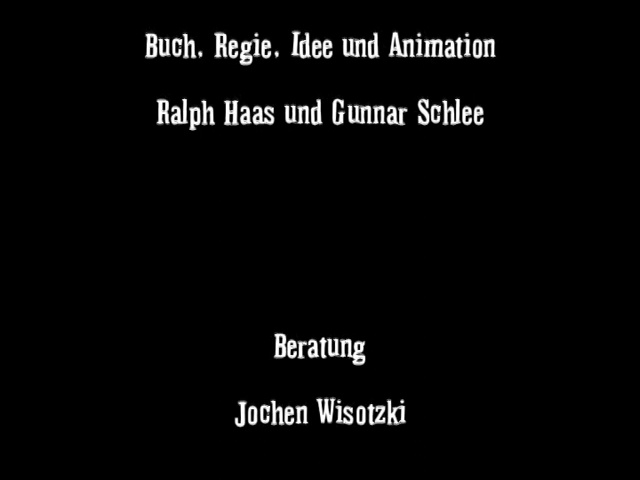 Buch. Regie. Idee und Animation
Ralph Haas und Gunnar Schlee
Beratung
Jochen Wisotzki